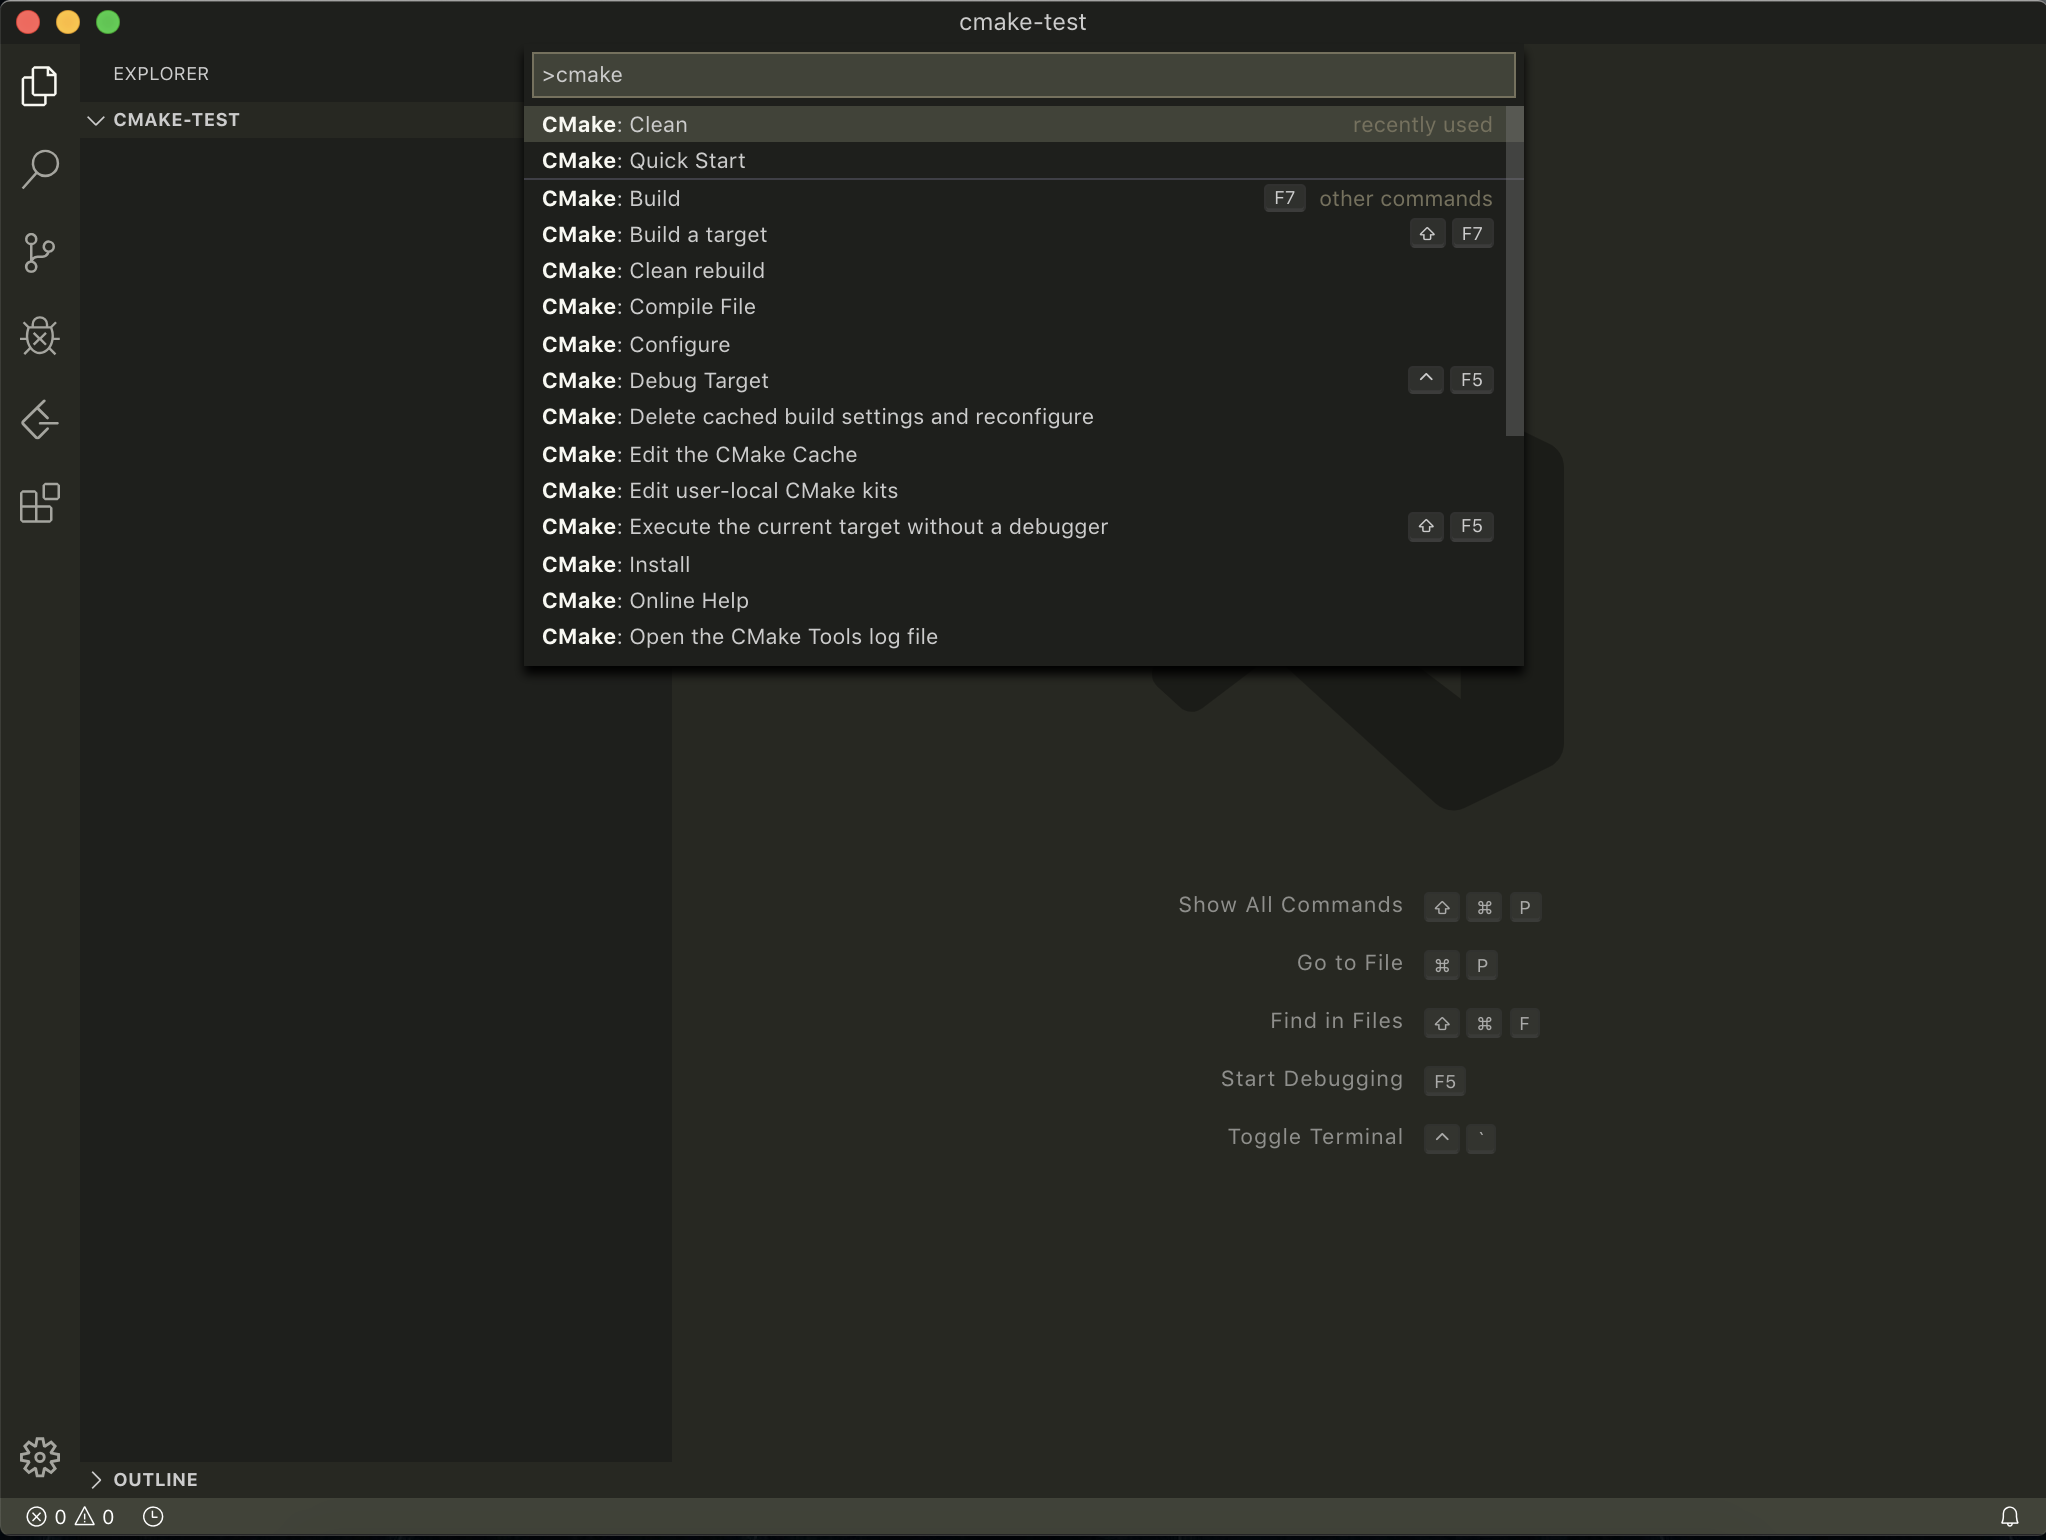 cmake-test
EXPLORER
CMAKE-TEST
>cmake
CMake: Clean recently used
CMake: Quick Start
CMake: Build F7 other commands
CMake: Build a target ⇧ F7
CMake: Clean rebuild
CMake: Compile File
CMake: Configure
CMake: Debug Target ^ F5
CMake: Delete cached build settings and reconfigure
CMake: Edit the CMake Cache
CMake: Edit user-local CMake kits
CMake: Execute the current target without a debugger ⇧ F5
CMake: Install
CMake: Online Help
CMake: Open the CMake Tools log file
Show All Commands ⇧ ⌘ P
Go to File ⌘ P
Find in Files ⇧ ⌘ F
Start Debugging F5
Toggle Terminal ^ `
OUTLINE
0 0